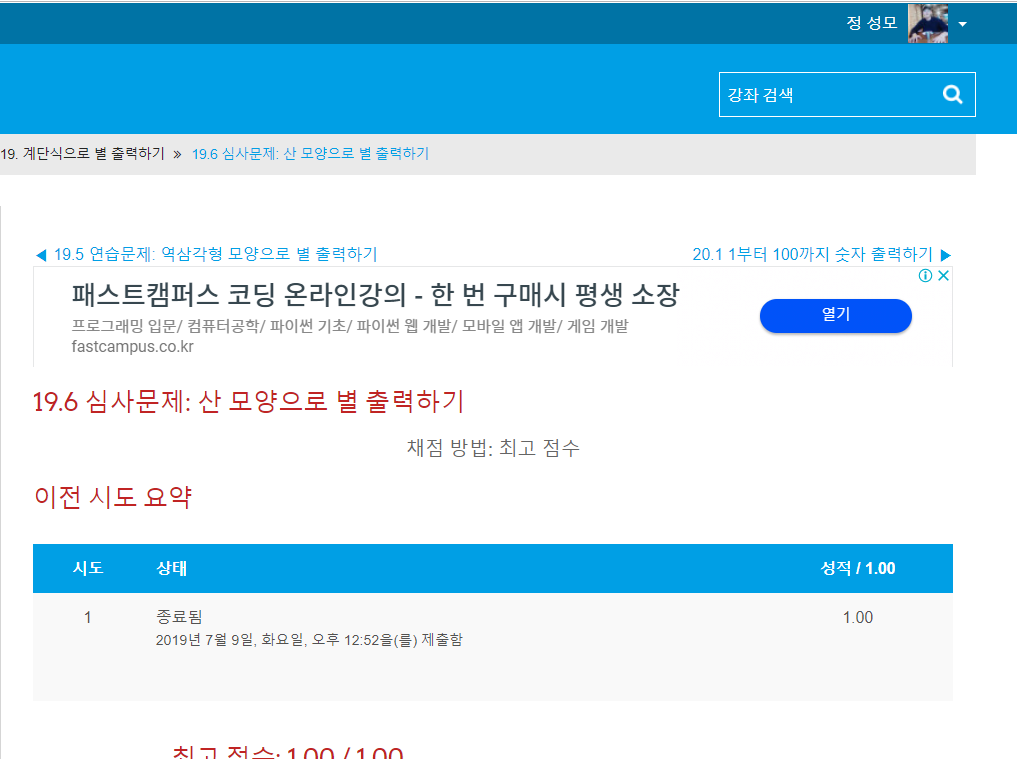 정 성모
강좌 검색
19. 계단식으로 별 출력하기 » 19.6 심사문제: 산 모양으로 별 출력하기
◀ 19.5 연습문제: 역삼각형 모양으로 별 출력하기 20.1 1부터 100까지 숫자 출력하기 ▶
패스트캠퍼스 코딩 온라인강의 - 한 번 구매시 평생 소장
프로그래밍 입문/ 컴퓨터공학/ 파이썬 기초/ 파이썬 웹 개발/ 모바일 앱 개발/ 게임 개발
fastcampus.co.kr
열기
19.6 심사문제: 산 모양으로 별 출력하기
채점 방법: 최고 점수
이전 시도 요약
시도 상태 성적 / 1.00
1 종료됨 1.00
2019년 7월 9일, 화요일, 오후 12:52을(를) 제출함
최고 점수: 1.00 / 1.00